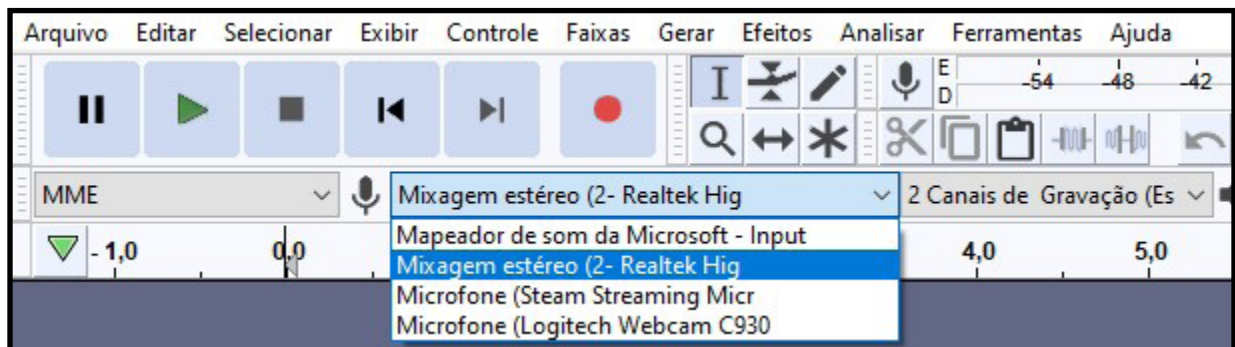 Arquivo Editar Selecionar Exibir Controle Faixas Gerar Efeitos Analisar Ferramentas Ajuda
E
D
-54 -48 -42
MME
Mixagem estéreo (2- Realtek Hig
2 Canais de Gravação (Es
- 1,0 0,0 4,0 5,0
Mapeador de som da Microsoft - Input
Mixagem estéreo (2- Realtek Hig
Microfone (Steam Streaming Micr
Microfone (Logitech Webcam C930